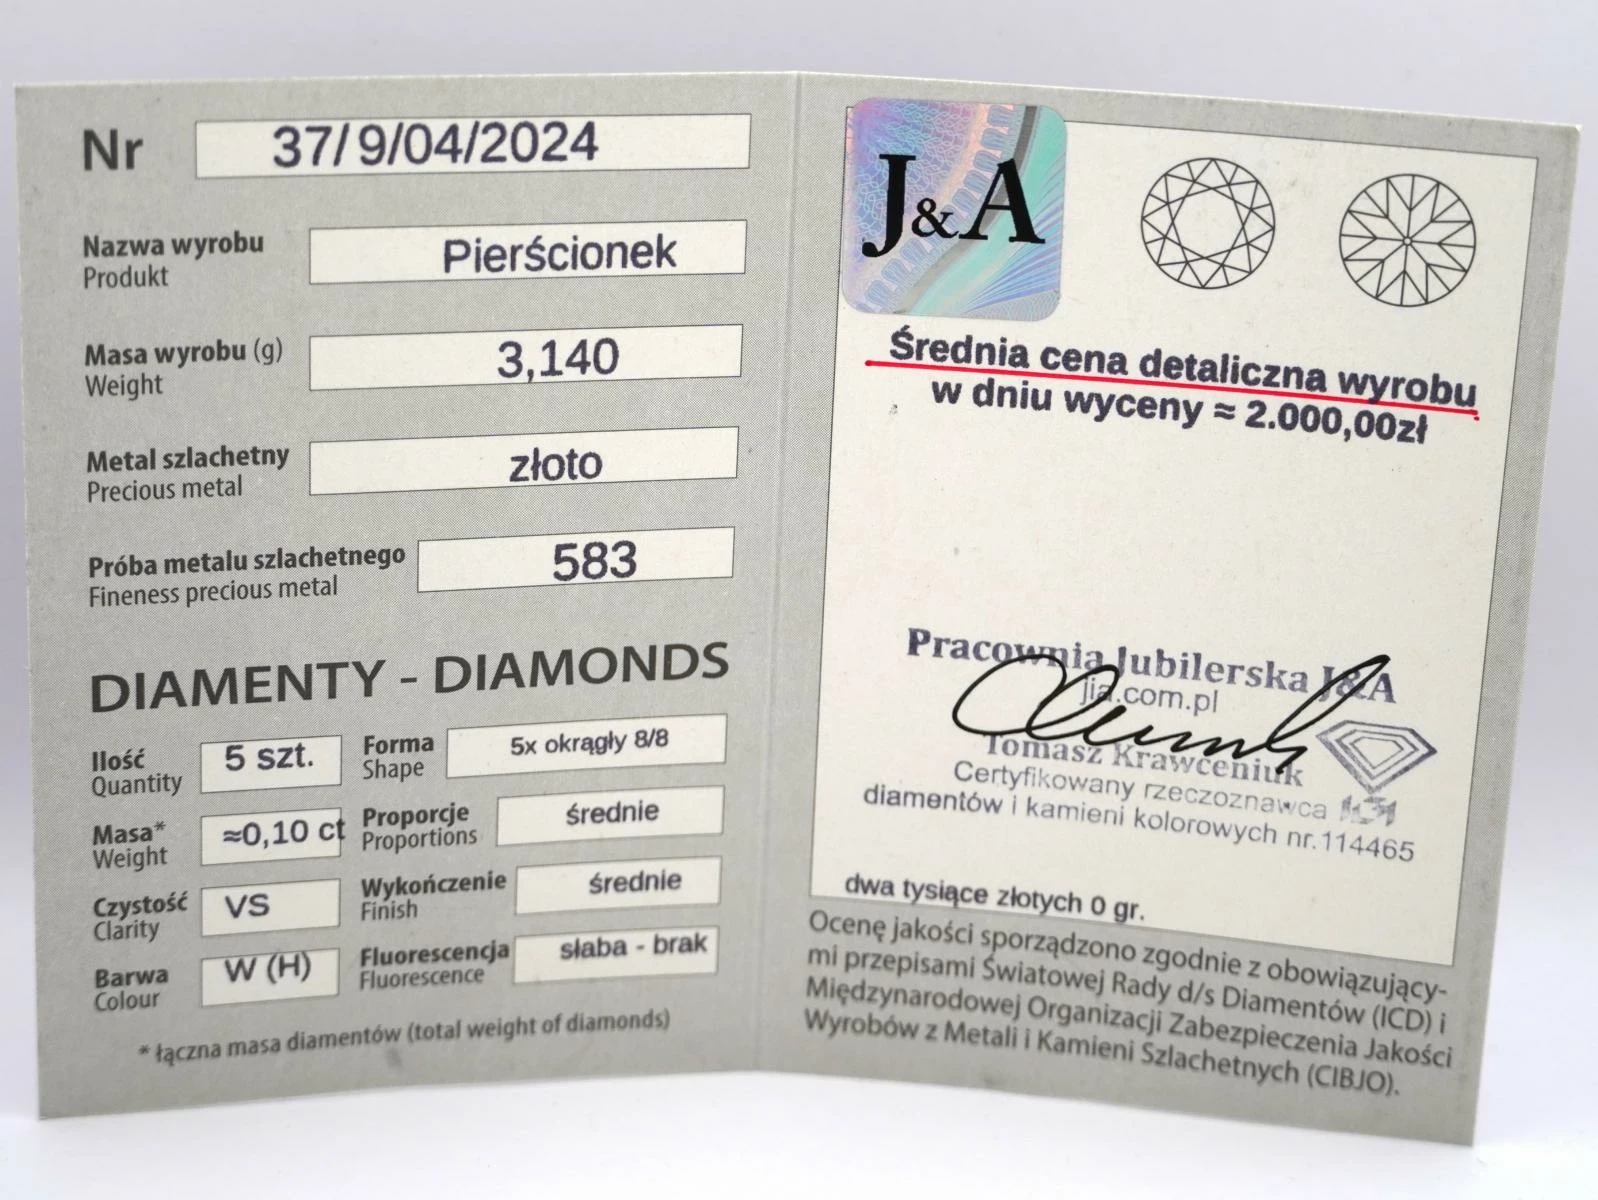 Nr 37/9/04/2024
Nazwa wyrobu Pierścionek
Produkt
Masa wyrobu (g) 3,140
Weight
Metal szlachetny złoto
Precious metal
Próba metalu szlachetnego 583
Fineness precious metal
DIAMENTY - DIAMONDS
Ilość 5 szt. Forma 5x okrągły 8/8
Quantity Shape
Masa* ≈0,10 ct Proporcje średnie
Weight Proportions
Czystość VS Wykończenie średnie
Clarity Finish
Barwa W (H) Fluorescencja słaba - brak
Colour Fluorescence
* łączna masa diamentów (total weight of diamonds)
J&A
Średnia cena detaliczna wyrobu
w dniu wyceny ≈ 2.000,00zł
Pracownia Jubilerska J&A
jia.com.pl
Tomasz Krawceniuk
Certyfikowany rzeczoznawca
diamentów i kamieni kolorowych nr.114465
dwa tysiące złotych 0 gr.
Ocenę jakości sporządzono zgodnie z obowiązujący-
mi przepisami Światowej Rady d/s Diamentów (ICD) i
Międzynarodowej Organizacji Zabezpieczenia Jakości
Wyrobów z Metali i Kamieni Szlachetnych (CIBJO).